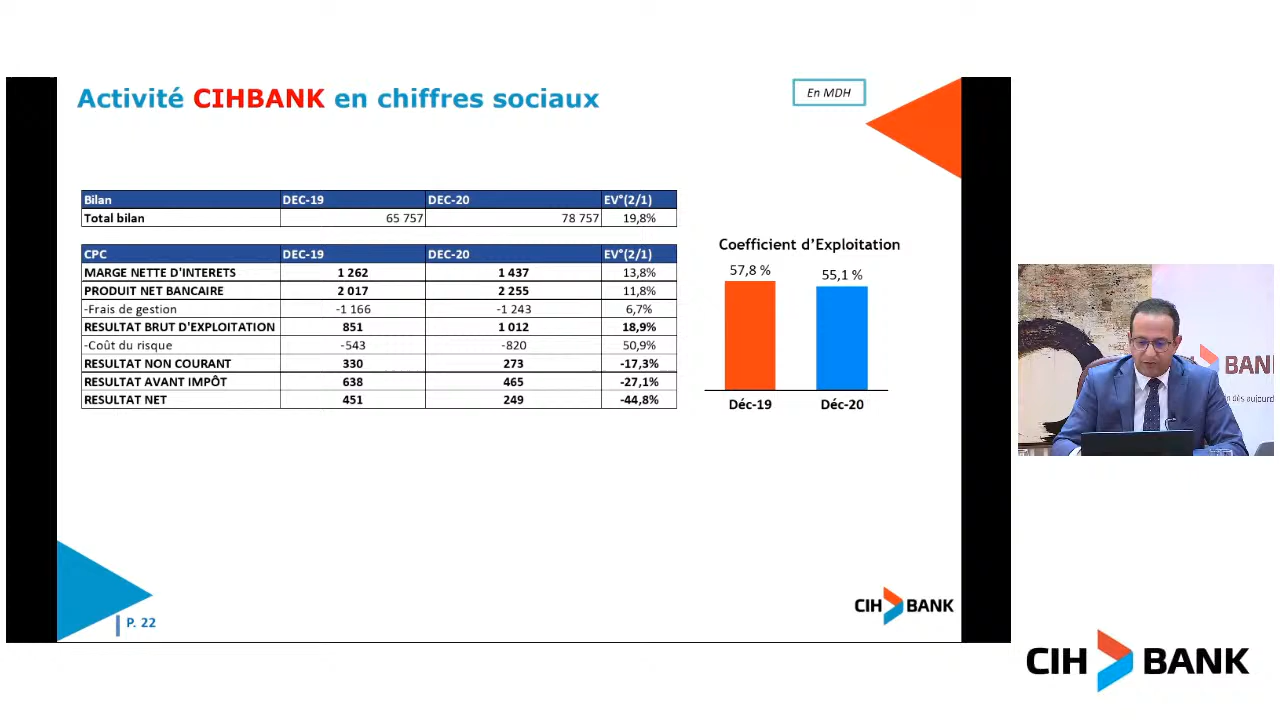 Activité CIHBANK en chiffres sociaux
En MDH
Bilan DEC-19 DEC-20 EV°(2/1)
Total bilan 65 757 78 757 19,8%
CPC DEC-19 DEC-20 EV°(2/1)
MARGE NETTE D'INTERETS 1 262 1 437 13,8%
PRODUIT NET BANCAIRE 2 017 2 255 11,8%
-Frais de gestion -1 166 -1 243 6,7%
RESULTAT BRUT D'EXPLOITATION 851 1 012 18,9%
-Coût du risque -543 -820 50,9%
RESULTAT NON COURANT 330 273 -17,3%
RESULTAT AVANT IMPÔT 638 465 -27,1%
RESULTAT NET 451 249 -44,8%
Coefficient d’Exploitation
57,8 % 55,1 %
Déc-19 Déc-20
BANK
dès aujourd
P. 22
CIH BANK
CIH BANK